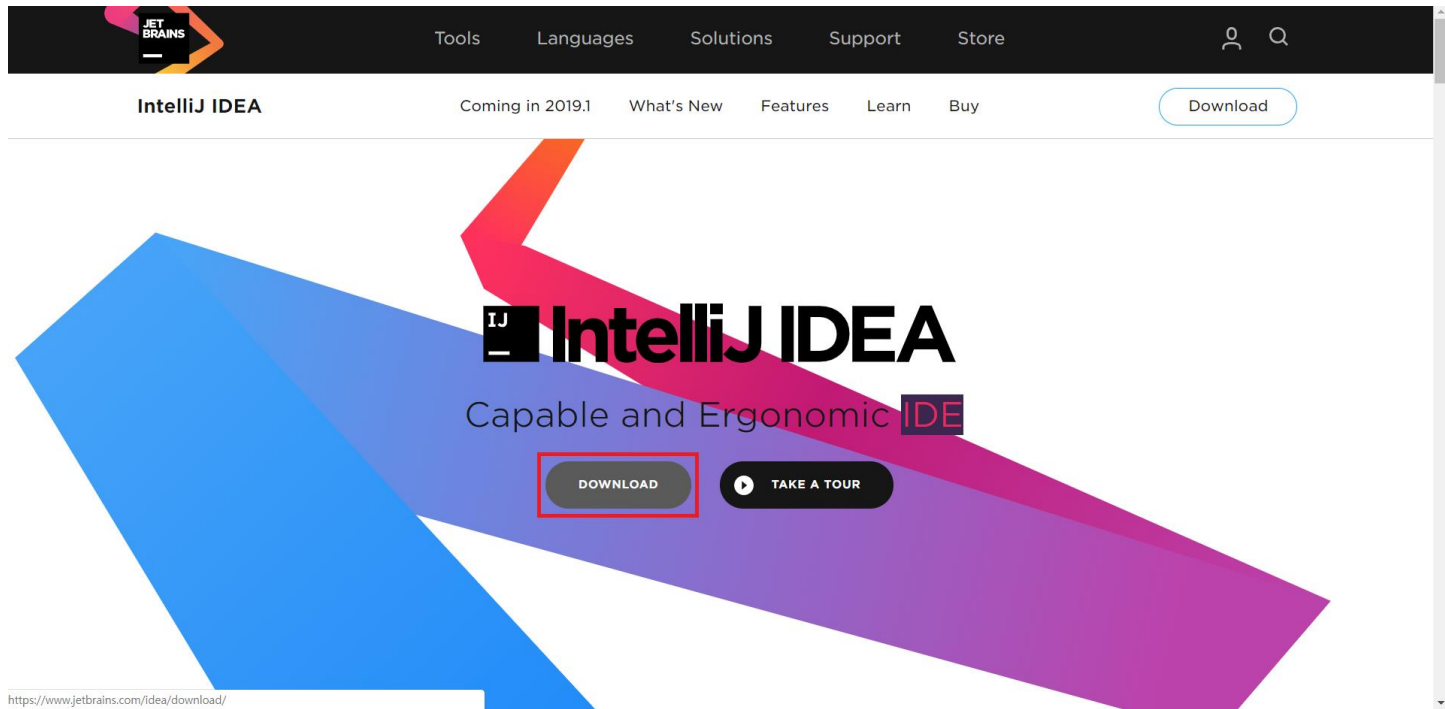 JET
BRAINS
Tools Languages Solutions Support Store
IntelliJ IDEA Coming in 2019.1 What's New Features Learn Buy Download
IJ IntelliJ IDEA
Capable and Ergonomic IDE
DOWNLOAD TAKE A TOUR
https://www.jetbrains.com/idea/download/